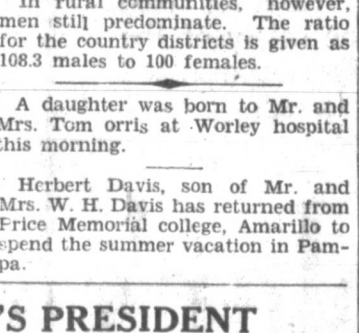 In rural communities, however,
men still predominate. The ratio
for the country districts is given as
108.3 males to 100 females.
A daughter was born to Mr. and
Mrs. Tom orris at Worley hospital
this morning.
Herbert Davis, son of Mr. and
Mrs. W. H. Davis has returned from
Price Memorial college, Amarillo to
spend the summer vacation in Pam-
pa.
'S PRESIDENT